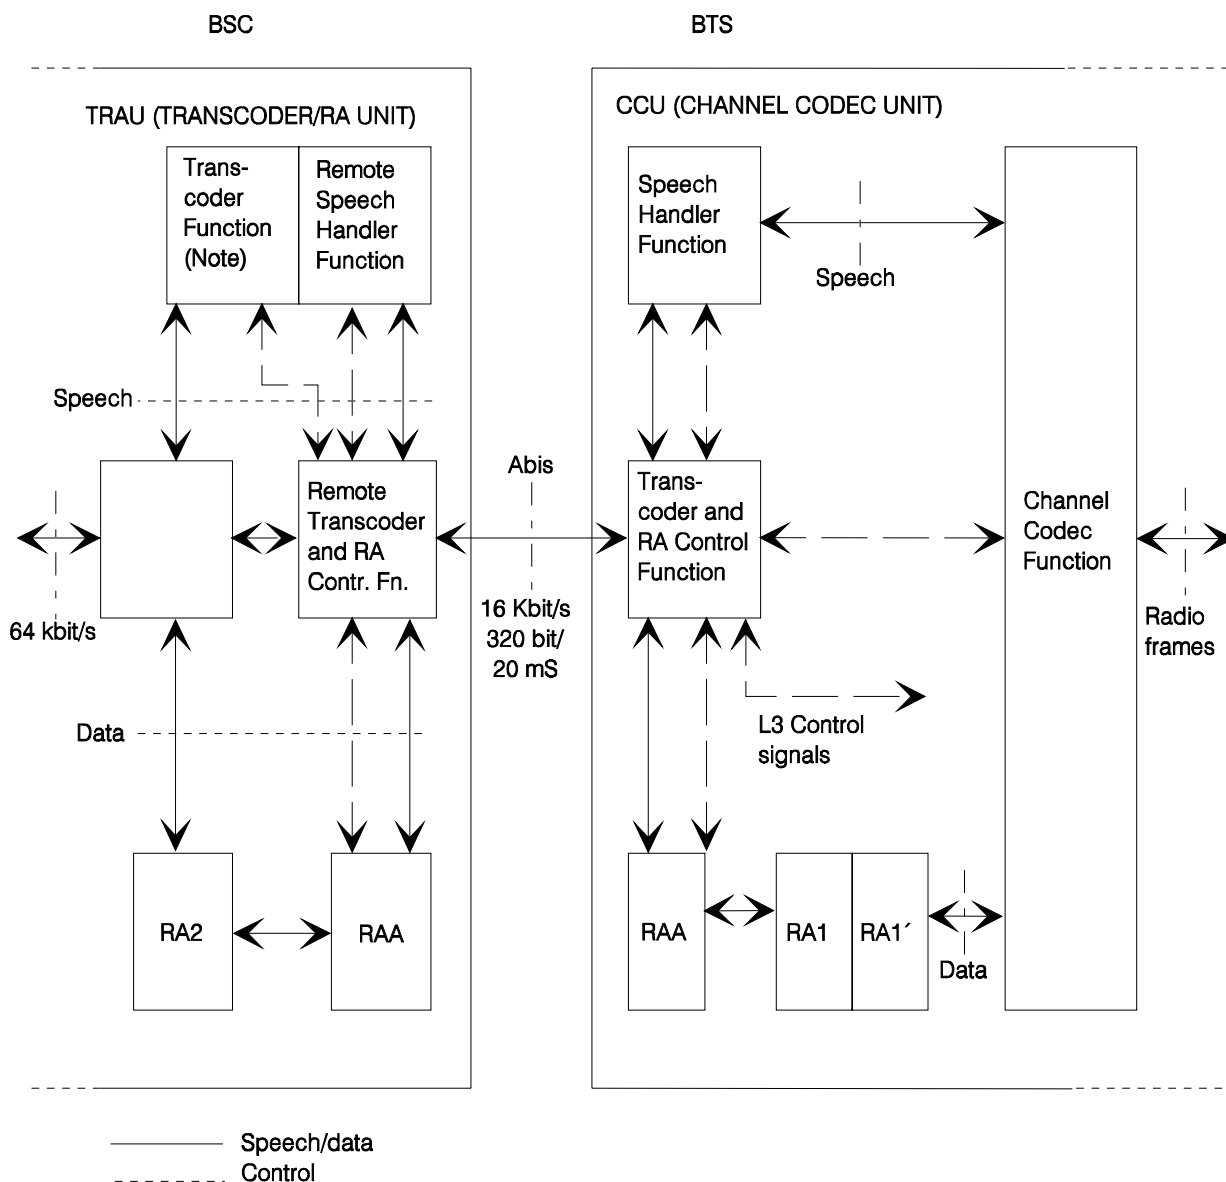 BSC
BTS
TRAU (TRANSCODER/RA UNIT)
CCU (CHANNEL CODEC UNIT)
Trans-
coder
Function
(Note)
Remote
Speech
Handler
Function
Speech
Handler
Function
Speech
Speech
Abis
Remote
Transcoder
and RA
Contr. Fn.
Trans-
coder and
RA Control
Function
Channel
Codec
Function
64 kbit/s
16 Kbit/s
320 bit/
20 mS
Radio
frames
L3 Control
signals
Data
RA2
RAA
RAA
RA1
RA1´
Data
Speech/data
Control